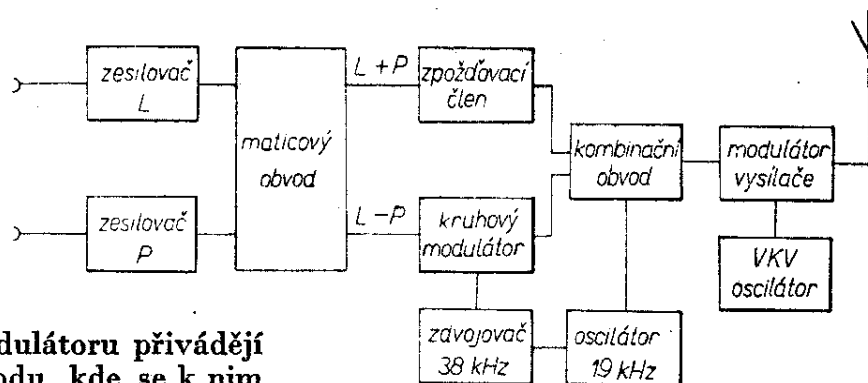 zesilovač
L
zesilovač
P
maticový
obvod
L+P
L−P
zpožďovací
člen
kruhový
modulátor
zdvojovač
38 kHz
oscilátor
19 kHz
kombinační
obvod
modulátor
vysílače
VKV
oscilátor
dulátoru přivádějí
odu, kde se k nim